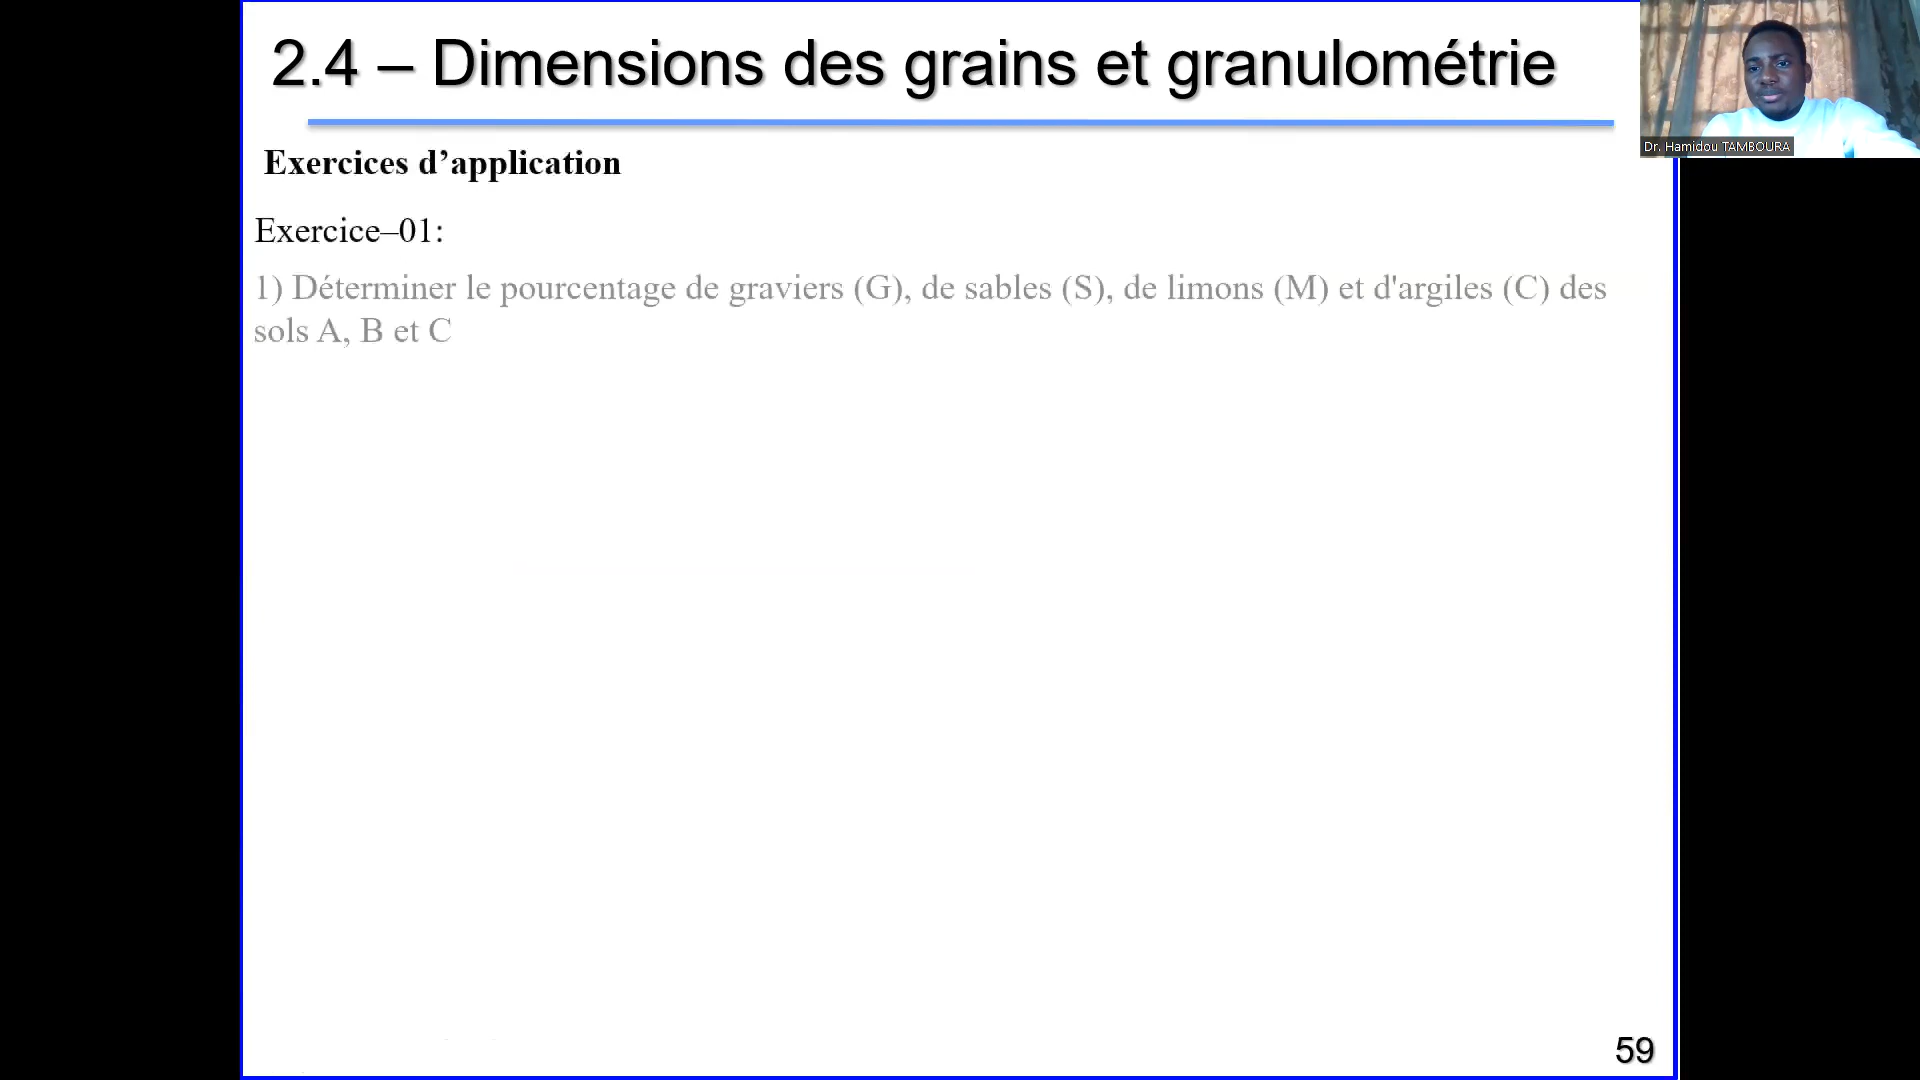 2.4 – Dimensions des grains et granulométrie
Dr. Hamidou TAMBOURA
Exercices d’application
Exercice–01:
1) Déterminer le pourcentage de graviers (G), de sables (S), de limons (M) et d'argiles (C) des
sols A, B et C
59